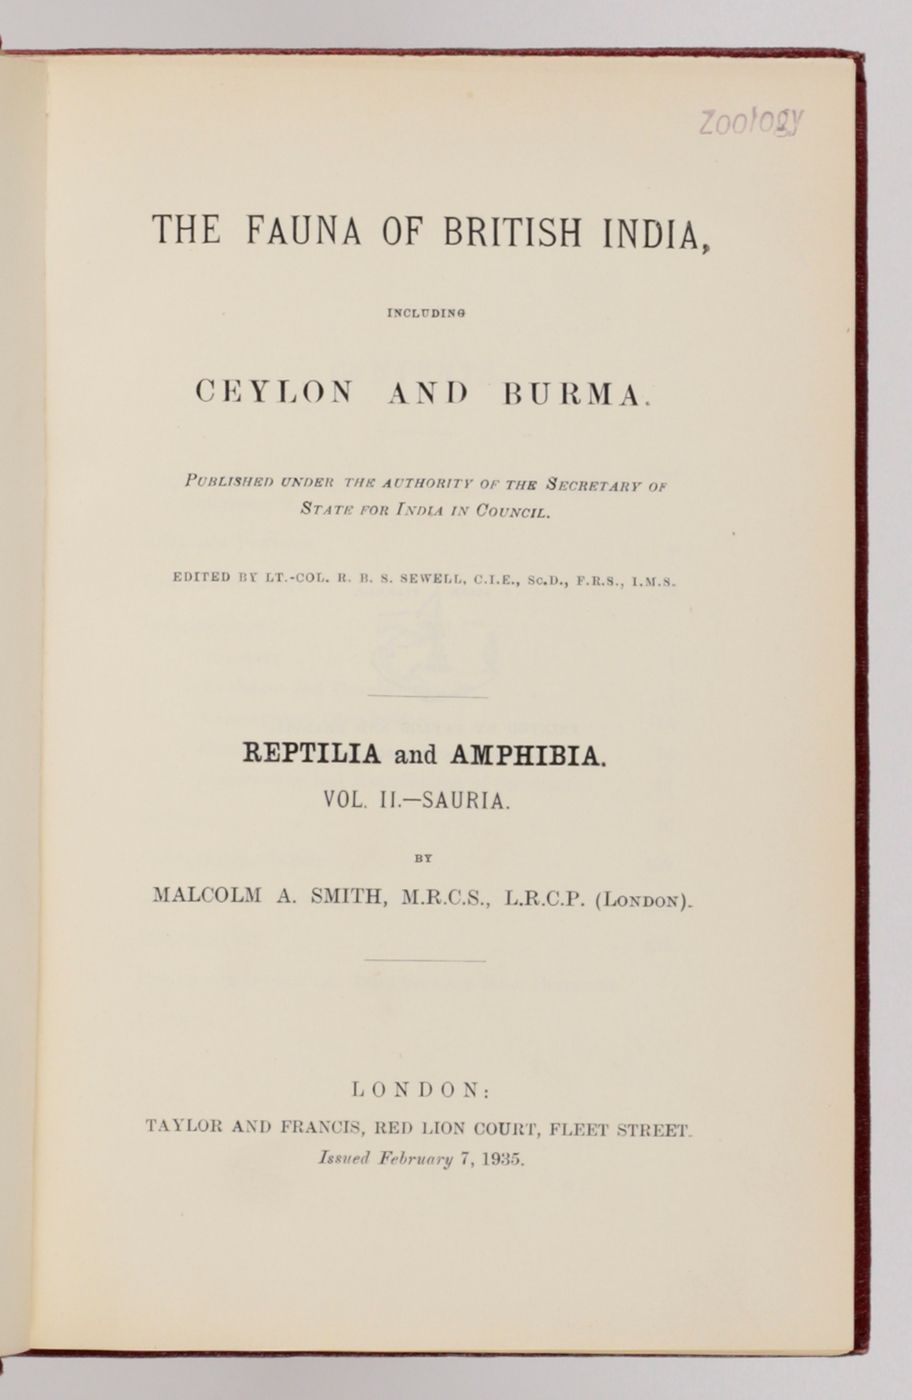 Zoology
THE FAUNA OF BRITISH INDIA,
INCLUDING
CEYLON AND BURMA.
PUBLISHED UNDER THE AUTHORITY OF THE SECRETARY OF
STATE FOR INDIA IN COUNCIL.
EDITED BY LT.-COL. R. B. S. SEWELL, C.I.E., Sc.D., F.R.S., I.M.S.
REPTILIA and AMPHIBIA.
VOL. II.—SAURIA.
BY
MALCOLM A. SMITH, M.R.C.S., L.R.C.P. (LONDON).
LONDON:
TAYLOR AND FRANCIS, RED LION COURT, FLEET STREET.
Issued February 7, 1935.